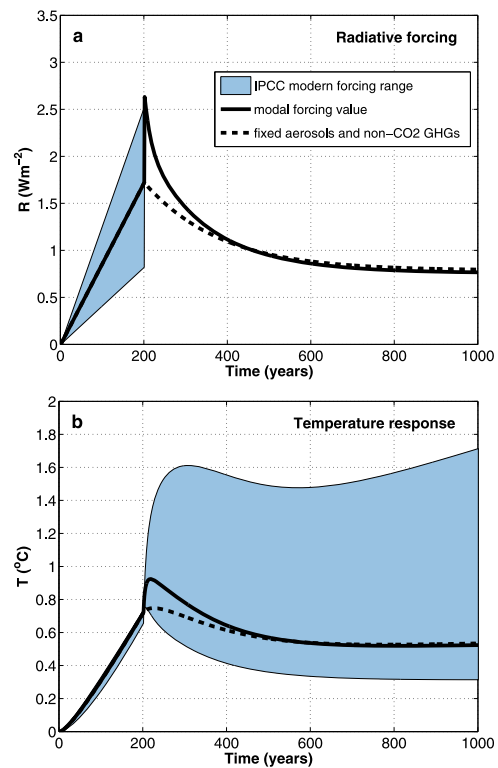 a
Radiative forcing
IPCC modern forcing range
modal forcing value
fixed aerosols and non−CO2 GHGs
R (Wm−2)
4
3.5
3
2.5
2
1.5
1
0.5
0
0 200 400 600 800 1000
Time (years)
b
Temperature response
T (oC)
2
1.8
1.6
1.4
1.2
1
0.8
0.6
0.4
0.2
0
0 200 400 600 800 1000
Time (years)